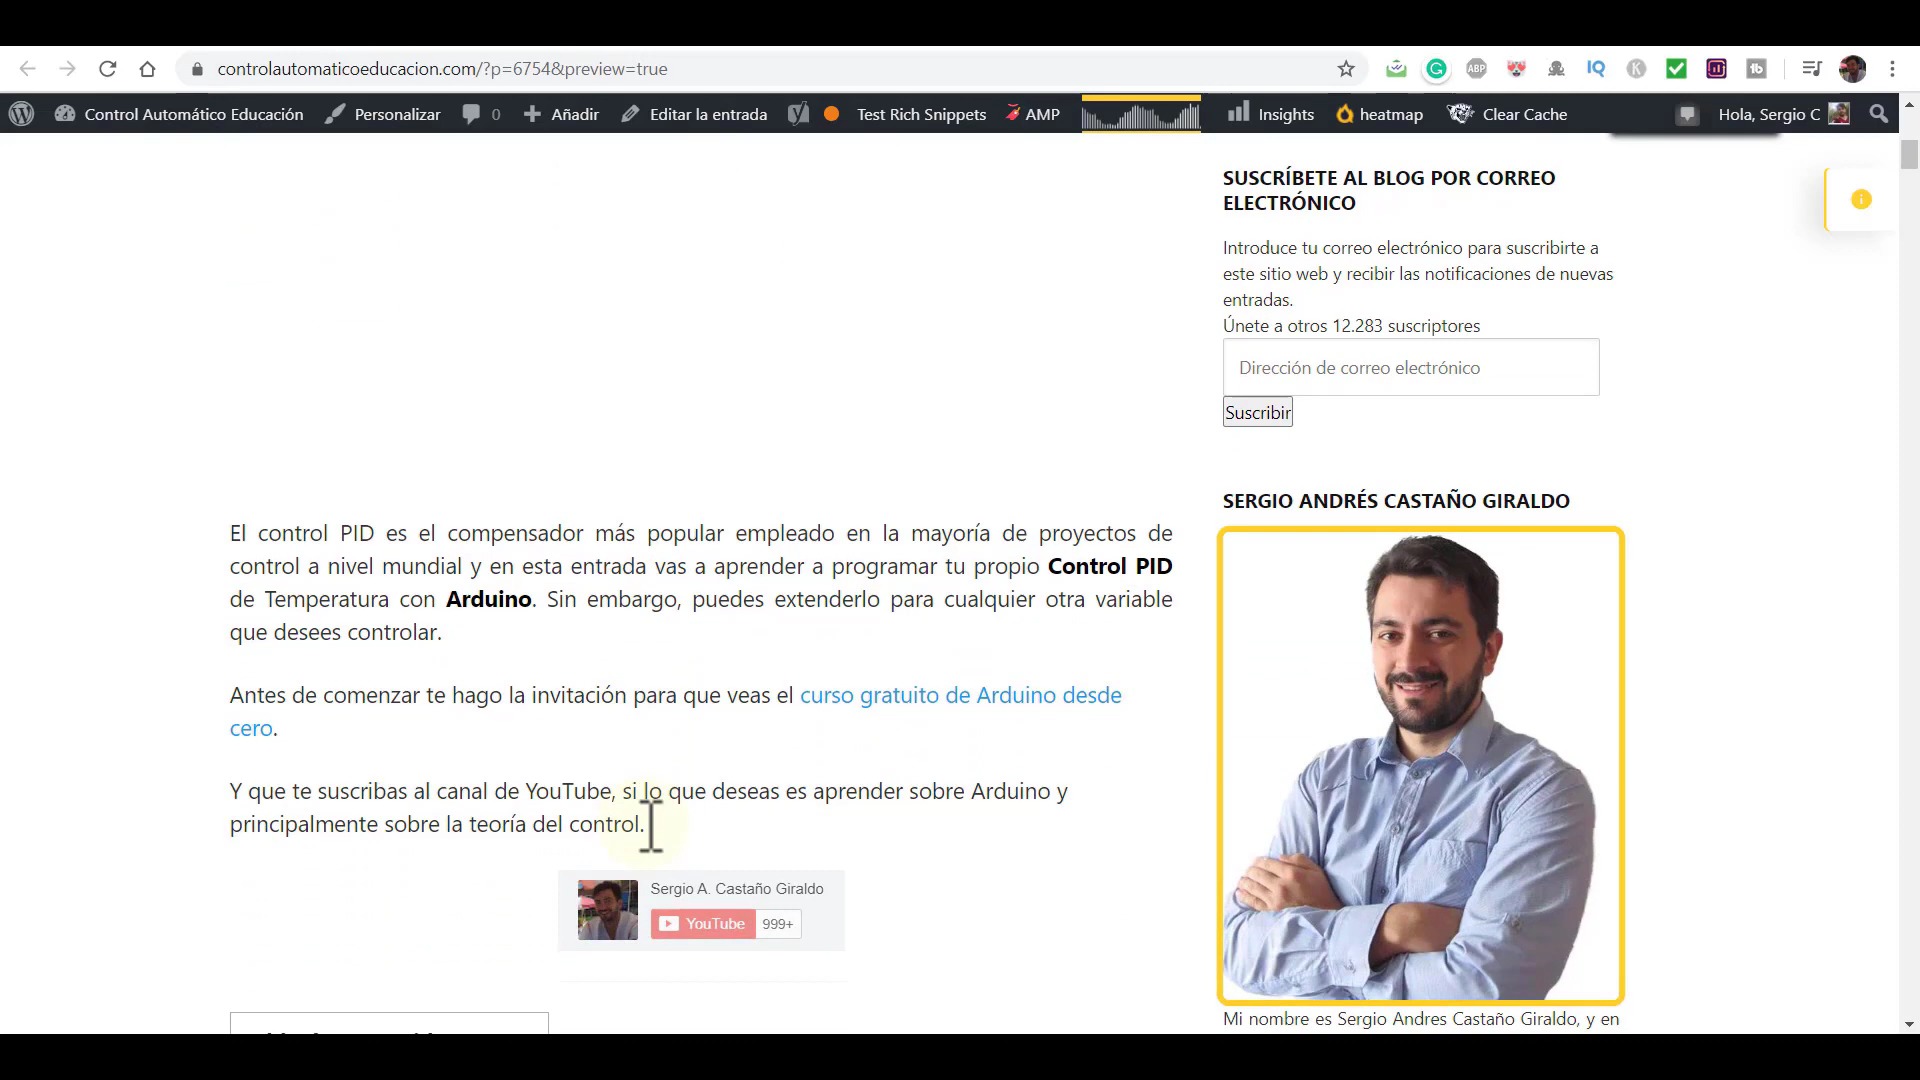 controlautomaticoeducacion.com/?p=6754&preview=true
ABP
IQ
K
tb
Control Automático Educación
Personalizar
0
Añadir
Editar la entrada
Test Rich Snippets
AMP
Insights
heatmap
Clear Cache
Hola, Sergio C
SUSCRÍBETE AL BLOG POR CORREO
ELECTRÓNICO
Introduce tu correo electrónico para suscribirte a
este sitio web y recibir las notificaciones de nuevas
entradas.
Únete a otros 12.283 suscriptores
Dirección de correo electrónico
Suscribir
El control PID es el compensador más popular empleado en la mayoría de proyectos de
control a nivel mundial y en esta entrada vas a aprender a programar tu propio Control PID
de Temperatura con Arduino. Sin embargo, puedes extenderlo para cualquier otra variable
que desees controlar.
Antes de comenzar te hago la invitación para que veas el curso gratuito de Arduino desde
cero.
Y que te suscribas al canal de YouTube, si lo que deseas es aprender sobre Arduino y
principalmente sobre la teoría del control.
Sergio A. Castaño Giraldo
YouTube 999+
SERGIO ANDRÉS CASTAÑO GIRALDO
Mi nombre es Sergio Andres Castaño Giraldo, y en